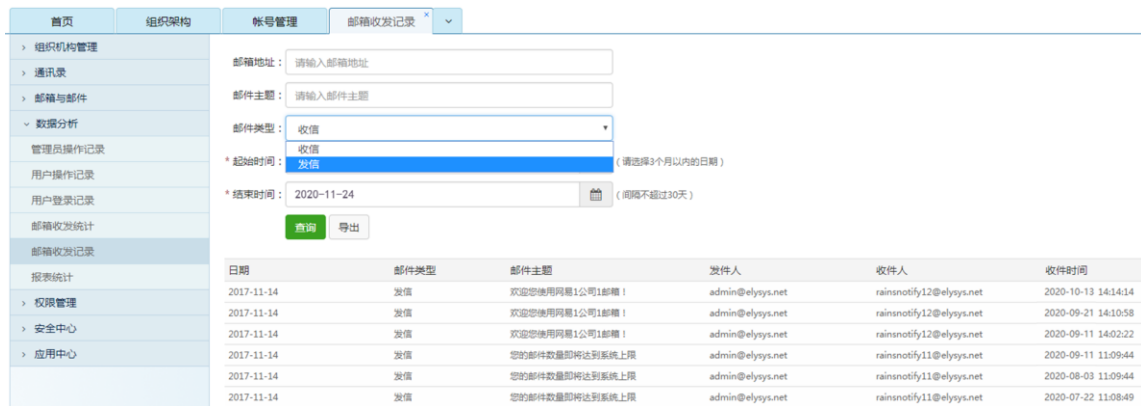 首页 组织架构 帐号管理 邮箱收发记录 ×
组织机构管理
通讯录
邮箱与邮件
数据分析
管理员操作记录
用户操作记录
用户登录记录
邮箱收发统计
邮箱收发记录
报表统计
权限管理
安全中心
应用中心
邮箱地址： 请输入邮箱地址
邮件主题： 请输入邮件主题
邮件类型： 收信
收信
发信
* 起始时间： （请选择3个月以内的日期）
* 结束时间： 2020-11-24 （间隔不超过30天）
查询 导出
日期 邮件类型 邮件主题 发件人 收件人 收件时间
2017-11-14 发信 欢迎您使用网易1公司1邮箱！ admin@elysys.net rainsnotify12@elysys.net 2020-10-13 14:14:14
2017-11-14 发信 欢迎您使用网易1公司1邮箱！ admin@elysys.net rainsnotify12@elysys.net 2020-09-21 14:10:58
2017-11-14 发信 欢迎您使用网易1公司1邮箱！ admin@elysys.net rainsnotify12@elysys.net 2020-09-11 14:02:22
2017-11-14 发信 您的邮件数量即将达到系统上限 admin@elysys.net rainsnotify11@elysys.net 2020-09-11 11:09:44
2017-11-14 发信 您的邮件数量即将达到系统上限 admin@elysys.net rainsnotify11@elysys.net 2020-08-03 11:09:44
2017-11-14 发信 您的邮件数量即将达到系统上限 admin@elysys.net rainsnotify11@elysys.net 2020-07-22 11:08:49